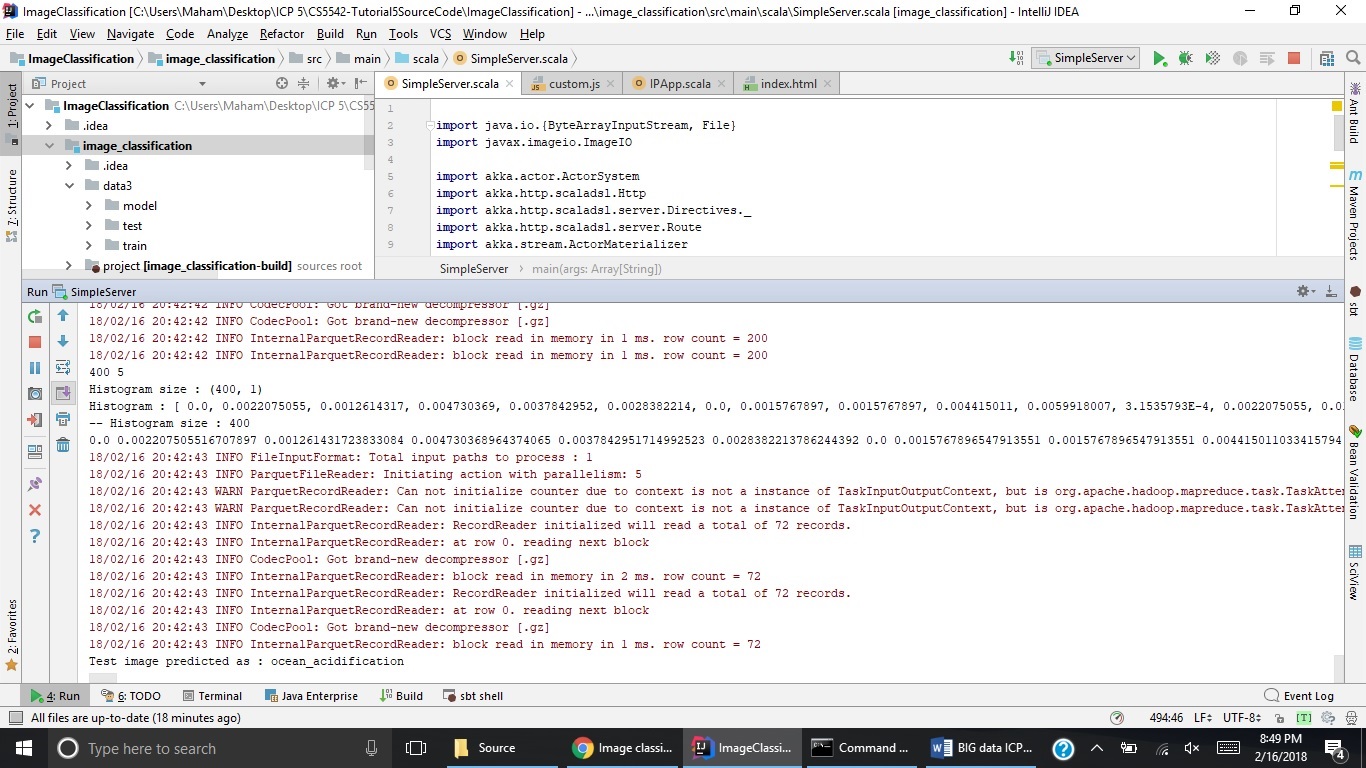 ImageClassification [C:\Users\Maham\Desktop\ICP 5\CS5542-Tutorial5SourceCode\ImageClassification] - ...\image_classification\src\main\scala\SimpleServer.scala [image_classification] - IntelliJ IDEA
File Edit View Navigate Code Analyze Refactor Build Run Tools VCS Window Help
ImageClassification image_classification src main scala SimpleServer.scala SimpleServer
Project SimpleServer.scala custom.js IPApp.scala index.html
1: Project
7: Structure
2: Favorites
ImageClassification C:\Users\Maham\Desktop\ICP 5\CS55
.idea
image_classification
.idea
data3
model
test
train
project [image_classification-build] sources root
1
2 import java.io.{ByteArrayInputStream, File}
3 import javax.imageio.ImageIO
4
5 import akka.actor.ActorSystem
6 import akka.http.scaladsl.Http
7 import akka.http.scaladsl.server.Directives._
8 import akka.http.scaladsl.server.Route
9 import akka.stream.ActorMaterializer
SimpleServer main(args: Array[String])
Ant Build
Maven Projects
sbt
Database
Bean Validation
SciView
Run SimpleServer
18/02/16 20:42:42 INFO CodecPool: Got brand-new decompressor [.gz]
18/02/16 20:42:42 INFO CodecPool: Got brand-new decompressor [.gz]
18/02/16 20:42:42 INFO InternalParquetRecordReader: block read in memory in 1 ms. row count = 200
18/02/16 20:42:42 INFO InternalParquetRecordReader: block read in memory in 1 ms. row count = 200
400 5
Histogram size : (400, 1)
Histogram : [ 0.0, 0.0022075055, 0.0012614317, 0.004730369, 0.0037842952, 0.0028382214, 0.0, 0.0015767897, 0.0015767897, 0.004415011, 0.0059918007, 3.1535793E-4, 0.0022075055, 0.0
-- Histogram size : 400
0.0 0.002207505516707897 0.001261431723833084 0.004730368964374065 0.0037842951714992523 0.0028382213786244392 0.0 0.0015767896547913551 0.0015767896547913551 0.004415011033415794
18/02/16 20:42:43 INFO FileInputFormat: Total input paths to process : 1
18/02/16 20:42:43 INFO ParquetFileReader: Initiating action with parallelism: 5
18/02/16 20:42:43 WARN ParquetRecordReader: Can not initialize counter due to context is not a instance of TaskInputOutputContext, but is org.apache.hadoop.mapreduce.task.TaskAtte
18/02/16 20:42:43 WARN ParquetRecordReader: Can not initialize counter due to context is not a instance of TaskInputOutputContext, but is org.apache.hadoop.mapreduce.task.TaskAtte
18/02/16 20:42:43 INFO InternalParquetRecordReader: RecordReader initialized will read a total of 72 records.
18/02/16 20:42:43 INFO InternalParquetRecordReader: at row 0. reading next block
18/02/16 20:42:43 INFO CodecPool: Got brand-new decompressor [.gz]
18/02/16 20:42:43 INFO InternalParquetRecordReader: block read in memory in 2 ms. row count = 72
18/02/16 20:42:43 INFO InternalParquetRecordReader: RecordReader initialized will read a total of 72 records.
18/02/16 20:42:43 INFO InternalParquetRecordReader: at row 0. reading next block
18/02/16 20:42:43 INFO CodecPool: Got brand-new decompressor [.gz]
18/02/16 20:42:43 INFO InternalParquetRecordReader: block read in memory in 1 ms. row count = 72
Test image predicted as : ocean_acidification
4: Run 6: TODO Terminal Java Enterprise Build sbt shell Event Log
All files are up-to-date (18 minutes ago) 494:46 LF÷ UTF-8÷ [T]
Type here to search Source Image classi... ImageClassi... Command ... BIG data ICP... 8:49 PM
2/16/2018 4